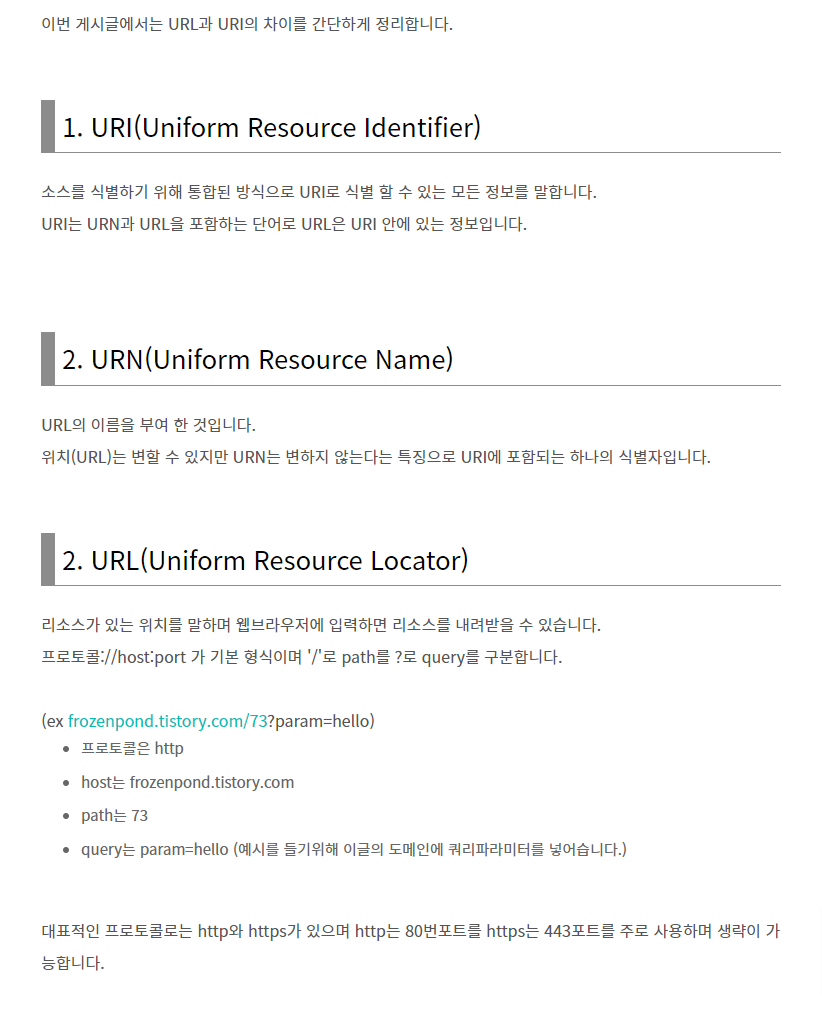 이번 게시글에서는 URL과 URI의 차이를 간단하게 정리합니다.
1. URI(Uniform Resource Identifier)
소스를 식별하기 위해 통합된 방식으로 URI로 식별 할 수 있는 모든 정보를 말합니다.
URI는 URN과 URL을 포함하는 단어로 URL은 URI 안에 있는 정보입니다.
2. URN(Uniform Resource Name)
URL의 이름을 부여 한 것입니다.
위치(URL)는 변할 수 있지만 URN는 변하지 않는다는 특징으로 URI에 포함되는 하나의 식별자입니다.
2. URL(Uniform Resource Locator)
리소스가 있는 위치를 말하며 웹브라우저에 입력하면 리소스를 내려받을 수 있습니다.
프로토콜://host:port 가 기본 형식이며 '/'로 path를 ?로 query를 구분합니다.
(ex frozenpond.tistory.com/73?param=hello)
• 프로토콜은 http
• host는 frozenpond.tistory.com
• path는 73
• query는 param=hello (예시를 들기위해 이글의 도메인에 쿼리파라미터를 넣어습니다.)
대표적인 프로토콜로는 http와 https가 있으며 http는 80번포트를 https는 443포트를 주로 사용하며 생략이 가
능합니다.